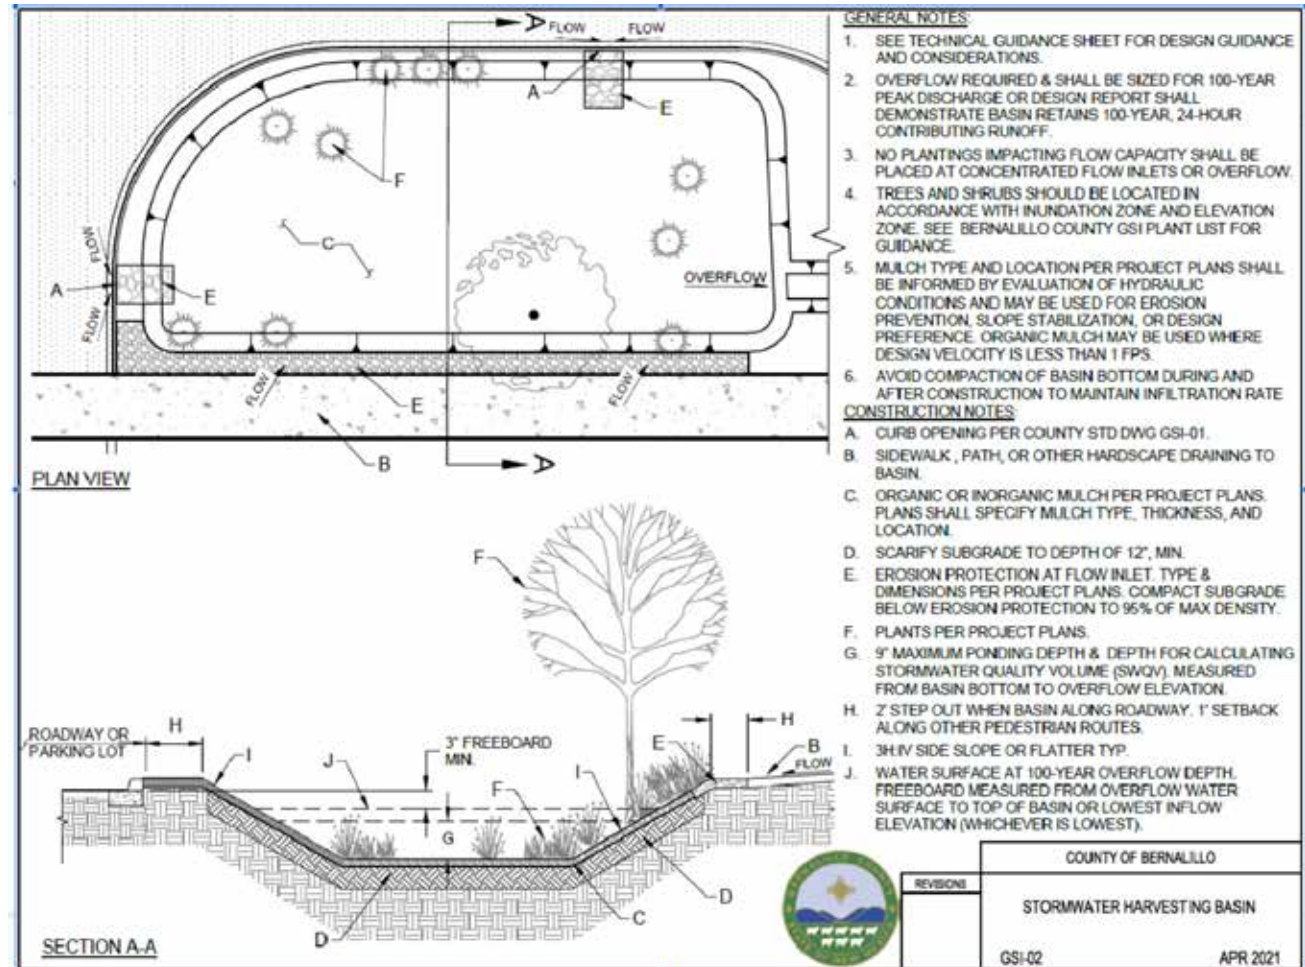 A
FLOW
FLOW
A
E
F
C
FLOW
A
E
FLOW
OVERFLOW
FLOW
FLOW
E
B
A
PLAN VIEW
GENERAL NOTES:
1. SEE TECHNICAL GUIDANCE SHEET FOR DESIGN GUIDANCE
AND CONSIDERATIONS.
2. OVERFLOW REQUIRED & SHALL BE SIZED FOR 100-YEAR
PEAK DISCHARGE OR DESIGN REPORT SHALL
DEMONSTRATE BASIN RETAINS 100-YEAR, 24-HOUR
CONTRIBUTING RUNOFF.
3. NO PLANTINGS IMPACTING FLOW CAPACITY SHALL BE
PLACED AT CONCENTRATED FLOW INLETS OR OVERFLOW.
4. TREES AND SHRUBS SHOULD BE LOCATED IN
ACCORDANCE WITH INUNDATION ZONE AND ELEVATION
ZONE. SEE BERNALILLO COUNTY GSI PLANT LIST FOR
GUIDANCE.
5. MULCH TYPE AND LOCATION PER PROJECT PLANS SHALL
BE INFORMED BY EVALUATION OF HYDRAULIC
CONDITIONS AND MAY BE USED FOR EROSION
PREVENTION, SLOPE STABILIZATION, OR DESIGN
PREFERENCE. ORGANIC MULCH MAY BE USED WHERE
DESIGN VELOCITY IS LESS THAN 1 FPS.
6. AVOID COMPACTION OF BASIN BOTTOM DURING AND
AFTER CONSTRUCTION TO MAINTAIN INFILTRATION RATE
CONSTRUCTION NOTES:
A. CURB OPENING PER COUNTY STD DWG GSI-01.
B. SIDEWALK , PATH, OR OTHER HARDSCAPE DRAINING TO
BASIN.
C. ORGANIC OR INORGANIC MULCH PER PROJECT PLANS.
PLANS SHALL SPECIFY MULCH TYPE, THICKNESS, AND
LOCATION.
D. SCARIFY SUBGRADE TO DEPTH OF 12", MIN.
E. EROSION PROTECTION AT FLOW INLET. TYPE &
DIMENSIONS PER PROJECT PLANS. COMPACT SUBGRADE
BELOW EROSION PROTECTION TO 95% OF MAX DENSITY.
F. PLANTS PER PROJECT PLANS.
G. 9" MAXIMUM PONDING DEPTH & DEPTH FOR CALCULATING
STORMWATER QUALITY VOLUME (SWQV). MEASURED
FROM BASIN BOTTOM TO OVERFLOW ELEVATION.
H. 2' STEP OUT WHEN BASIN ALONG ROADWAY. 1' SETBACK
ALONG OTHER PEDESTRIAN ROUTES.
I. 3H:IV SIDE SLOPE OR FLATTER TYP.
J. WATER SURFACE AT 100-YEAR OVERFLOW DEPTH.
FREEBOARD MEASURED FROM OVERFLOW WATER
SURFACE TO TOP OF BASIN OR LOWEST INFLOW
ELEVATION (WHICHEVER IS LOWEST).
F
ROADWAY OR
PARKING LOT
H
I
J
3" FREEBOARD
MIN.
F
G
I
E
H
B
FLOW
D
C
D
SECTION A-A
REVISIONS
COUNTY OF BERNALILLO
STORMWATER HARVESTING BASIN
GSI-02
APR 2021